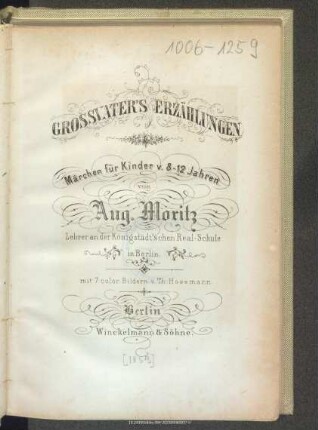 1006-1259
GROSSVATER'S ERZÄHLUNGEN
Märchen für Kinder v. 8-12 Jahren
von
Aug. Moritz
Lehrer an der Königstädt'schen Real-Schule
in Berlin.
mit 7 color. Bildern v. Th. Hosemann.
Berlin
Winckelmann & Söhne.
[1854]